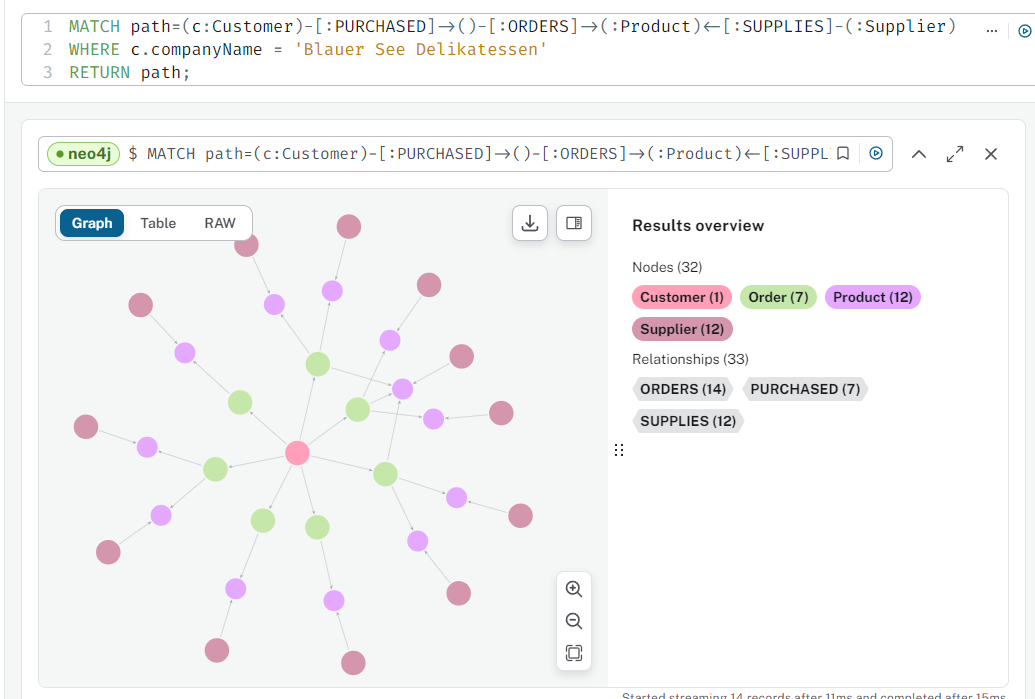 1 MATCH path=(c:Customer)-[:PURCHASED]→()-[:ORDERS]→(:Product)←[:SUPPLIES]-(:Supplier)
2 WHERE c.companyName = 'Blauer See Delikatessen'
3 RETURN path;
neo4j $ MATCH path=(c:Customer)-[:PURCHASED]→()-[:ORDERS]→(:Product)←[:SUPPL
Graph Table RAW
Results overview
Nodes (32)
Customer (1) Order (7) Product (12)
Supplier (12)
Relationships (33)
ORDERS (14) PURCHASED (7)
SUPPLIES (12)
Started streaming 14 records after 11ms and completed after 15ms.